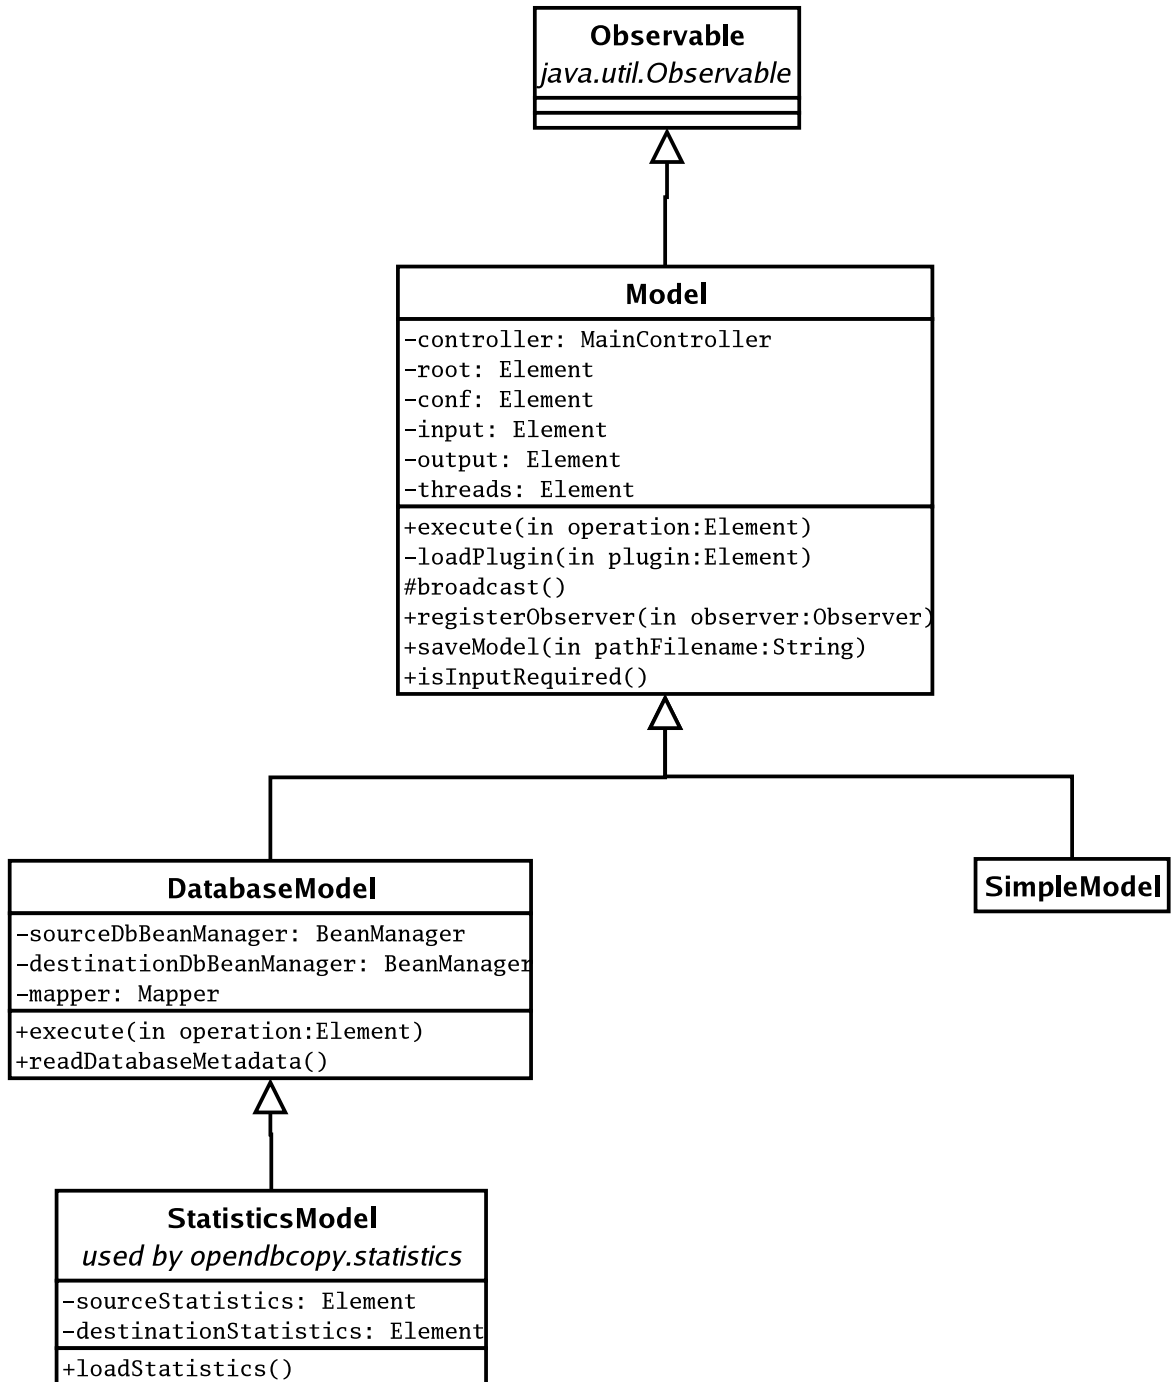 Observable
java.util.Observable
Model
-controller: MainController
-root: Element
-conf: Element
-input: Element
-output: Element
-threads: Element
+execute(in operation:Element)
-loadPlugin(in plugin:Element)
#broadcast()
+registerObserver(in observer:Observer)
+saveModel(in pathFilename:String)
+isInputRequired()
DatabaseModel
-sourceDbBeanManager: BeanManager
-destinationDbBeanManager: BeanManager
-mapper: Mapper
+execute(in operation:Element)
+readDatabaseMetadata()
SimpleModel
StatisticsModel
used by opendbcopy.statistics
-sourceStatistics: Element
-destinationStatistics: Element
+loadStatistics()